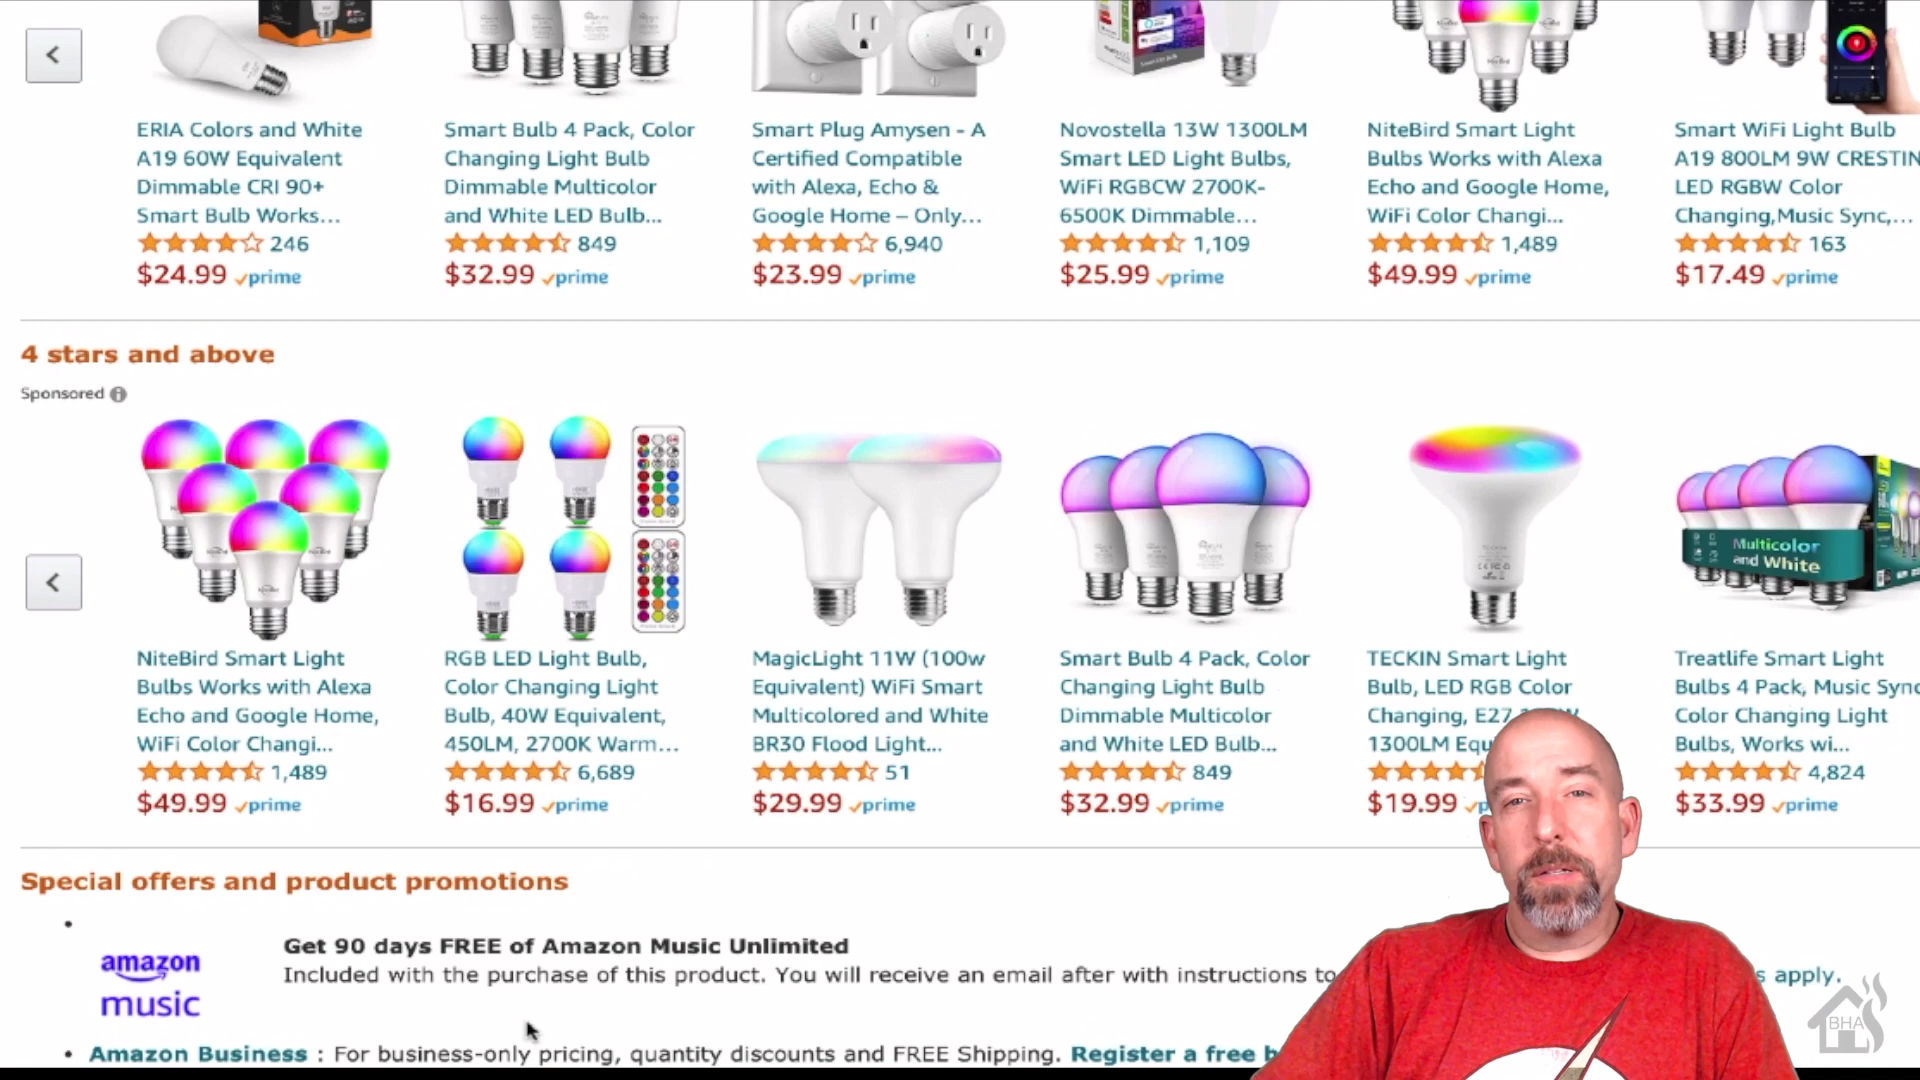 ERIA Colors and White
A19 60W Equivalent
Dimmable CRI 90+
Smart Bulb Works...
246
$24.99 prime
Smart Bulb 4 Pack, Color
Changing Light Bulb
Dimmable Multicolor
and White LED Bulb...
849
$32.99 prime
Smart Plug Amysen - A
Certified Compatible
with Alexa, Echo &
Google Home – Only...
6,940
$23.99 prime
Novostella 13W 1300LM
Smart LED Light Bulbs,
WiFi RGBCW 2700K-
6500K Dimmable...
1,109
$25.99 prime
NiteBird Smart Light
Bulbs Works with Alexa
Echo and Google Home,
WiFi Color Changi...
1,489
$49.99 prime
Smart WiFi Light Bulb
A19 800LM 9W CRESTIN
LED RGBW Color
Changing,Music Sync,...
163
$17.49 prime
4 stars and above
Sponsored
Multicolor
and White
NiteBird Smart Light
Bulbs Works with Alexa
Echo and Google Home,
WiFi Color Changi...
1,489
$49.99 prime
RGB LED Light Bulb,
Color Changing Light
Bulb, 40W Equivalent,
450LM, 2700K Warm...
6,689
$16.99 prime
MagicLight 11W (100w
Equivalent) WiFi Smart
Multicolored and White
BR30 Flood Light...
51
$29.99 prime
Smart Bulb 4 Pack, Color
Changing Light Bulb
Dimmable Multicolor
and White LED Bulb...
849
$32.99 prime
TECKIN Smart Light
Bulb, LED RGB Color
Changing, E27
1300LM Equ
$19.99 p
Treatlife Smart Light
Bulbs 4 Pack, Music Sync
Color Changing Light
Bulbs, Works wi...
4,824
$33.99 prime
Special offers and product promotions
amazon
music
Get 90 days FREE of Amazon Music Unlimited
Included with the purchase of this product. You will receive an email after with instructions to s apply.
• Amazon Business : For business-only pricing, quantity discounts and FREE Shipping. Register a free b
BHA